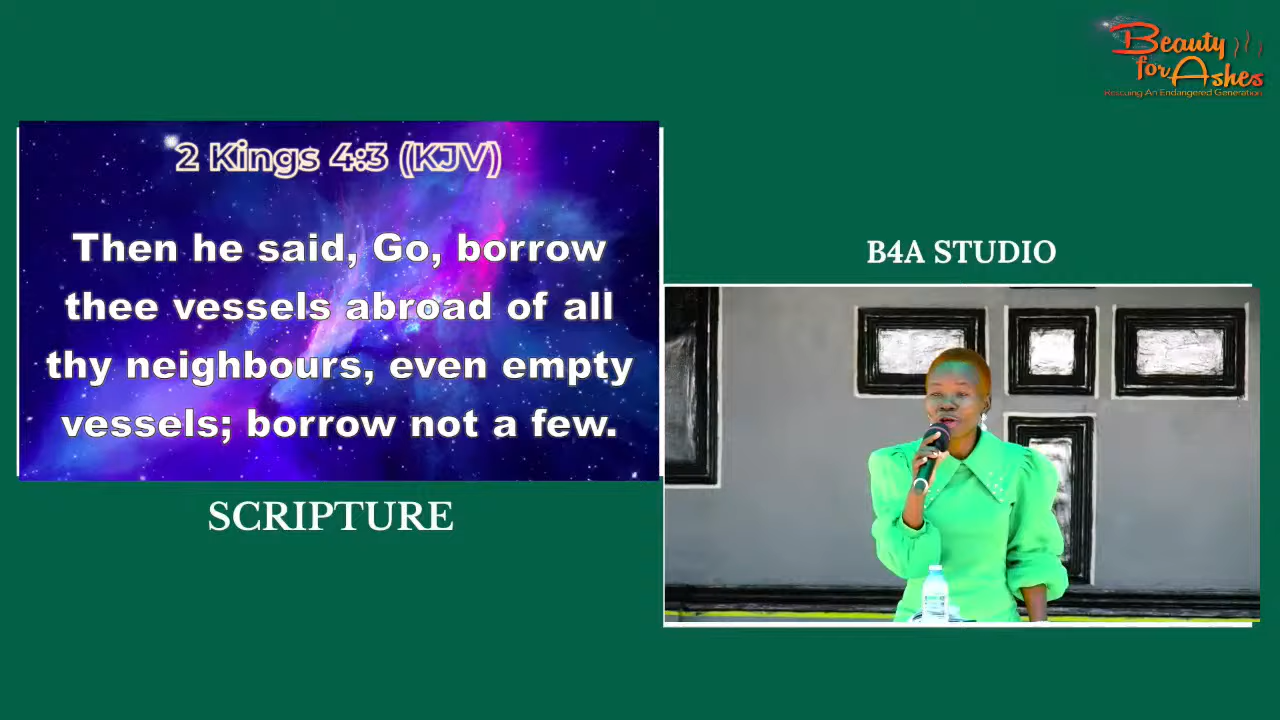 Beauty
for Ashes
Rescuing An Endangered Generation
2 Kings 4:3 (KJV)
Then he said, Go, borrow
thee vessels abroad of all
thy neighbours, even empty
vessels; borrow not a few.
SCRIPTURE
B4A STUDIO